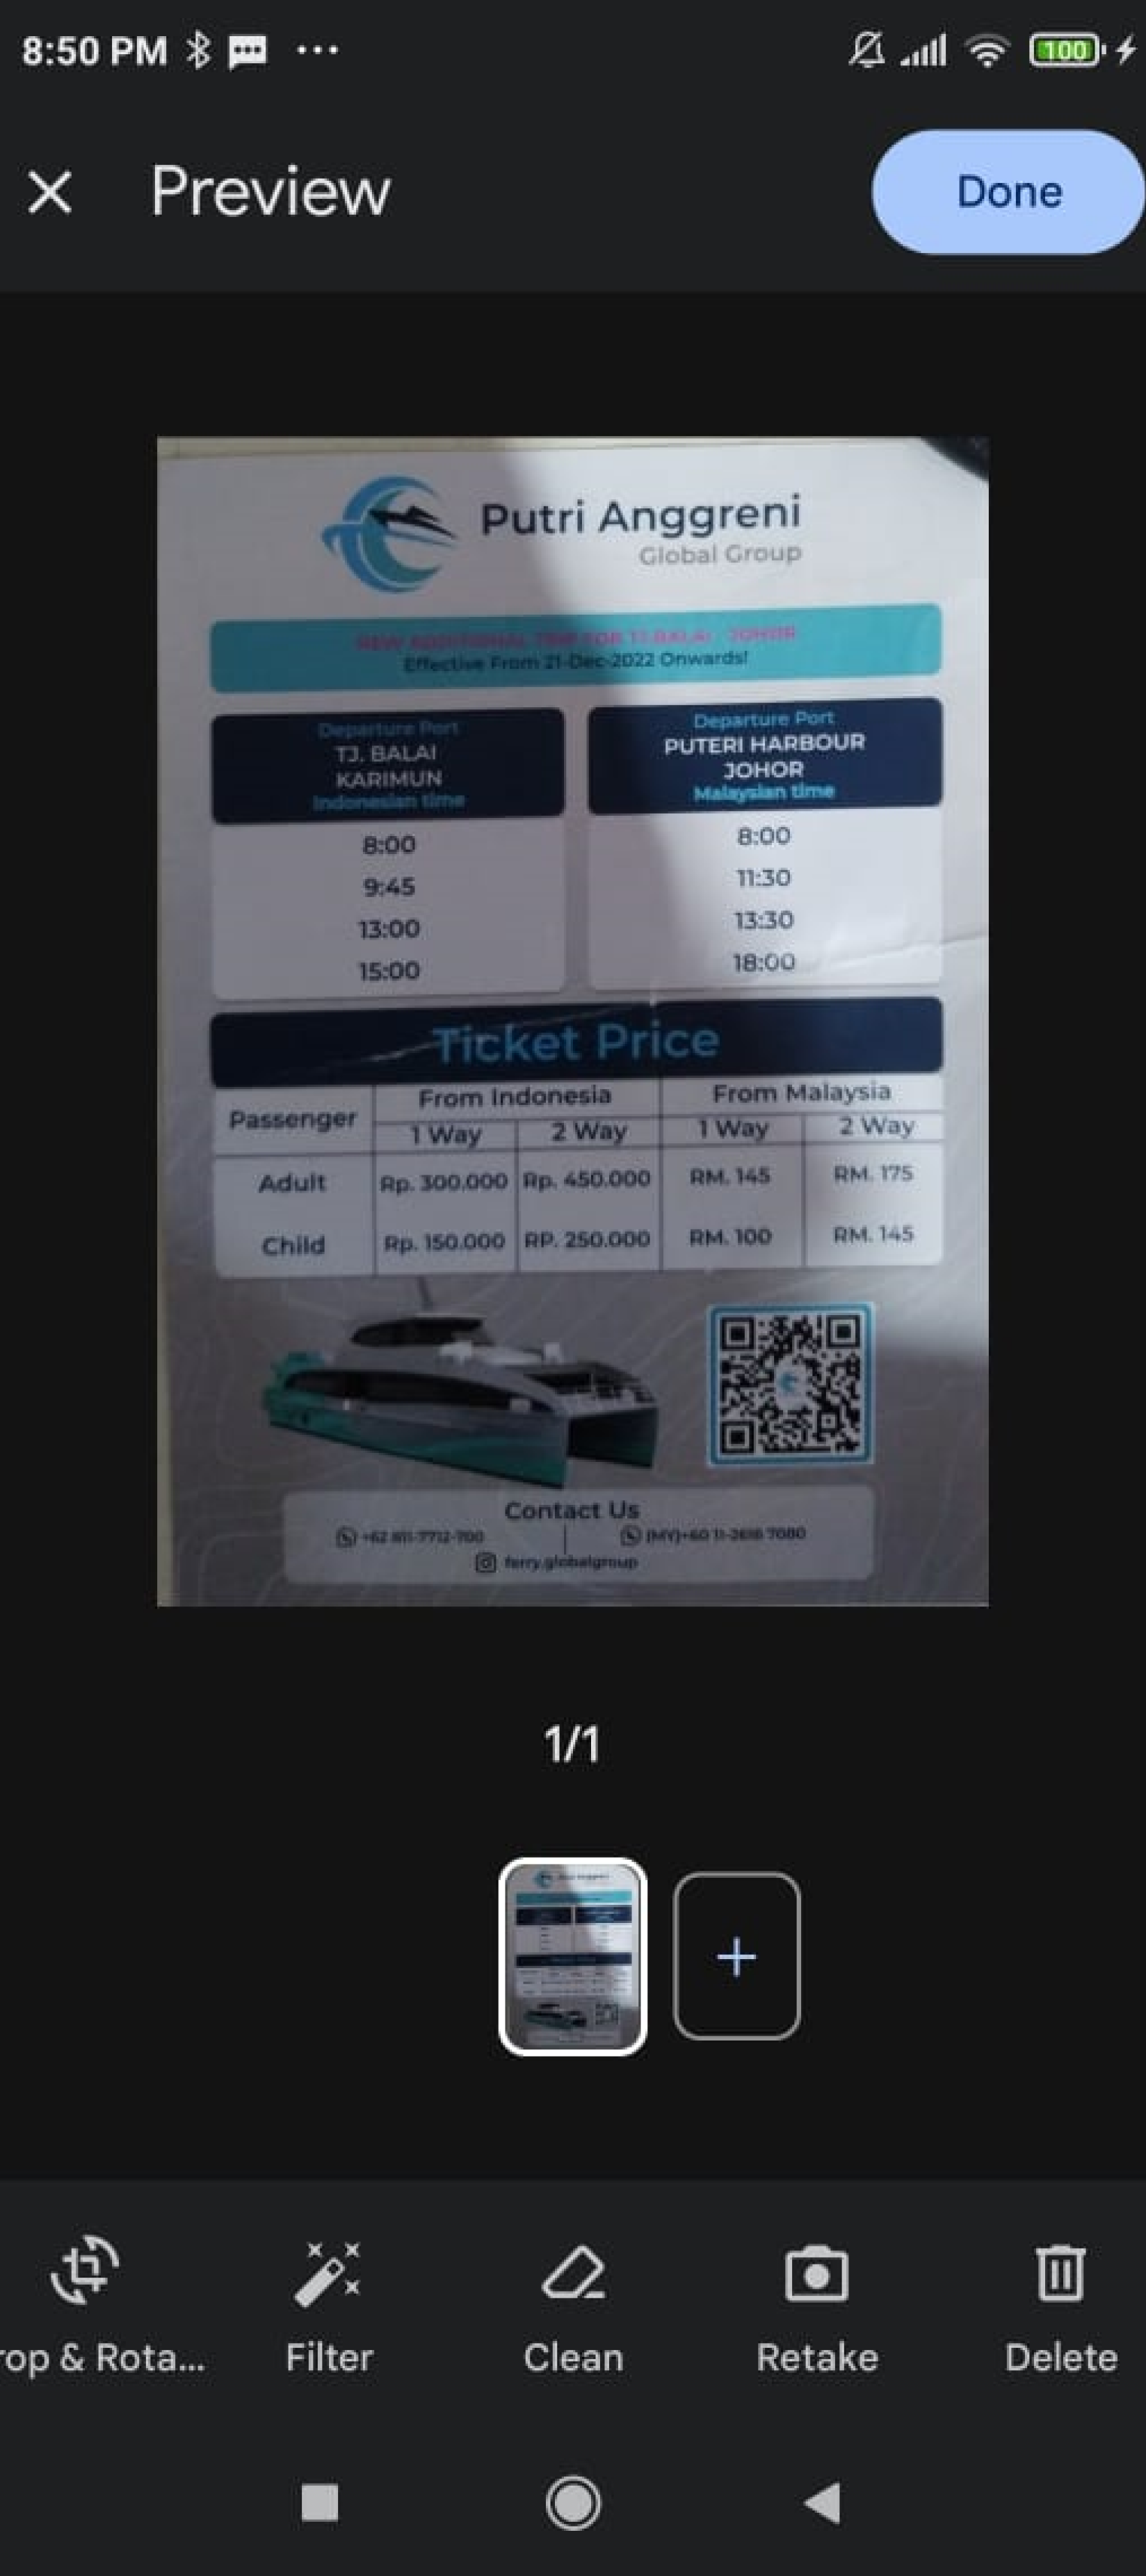 8:50 PM
100
Preview
Done
Putri Anggreni
Global Group
NEW ADDITIONAL TRIP FOR TJ.BALAI - JOHOR
Effective From 21-Dec-2022 Onwards!
Departure Port
TJ. BALAI
KARIMUN
Indonesian time
8:00
9:45
13:00
15:00
Departure Port
PUTERI HARBOUR
JOHOR
Malaysian time
8:00
11:30
13:30
18:00
Ticket Price
Passenger From Indonesia From Malaysia
1 Way 2 Way 1 Way 2 Way
Adult Rp. 300.000 Rp. 450.000 RM. 145 RM. 175
Child Rp. 150.000 RP. 250.000 RM. 100 RM. 145
Contact Us
+62 811-7712-700 (MY)+60 11- 7080
ferry.globalgroup
1/1
rop & Rota...
Filter
Clean
Retake
Delete